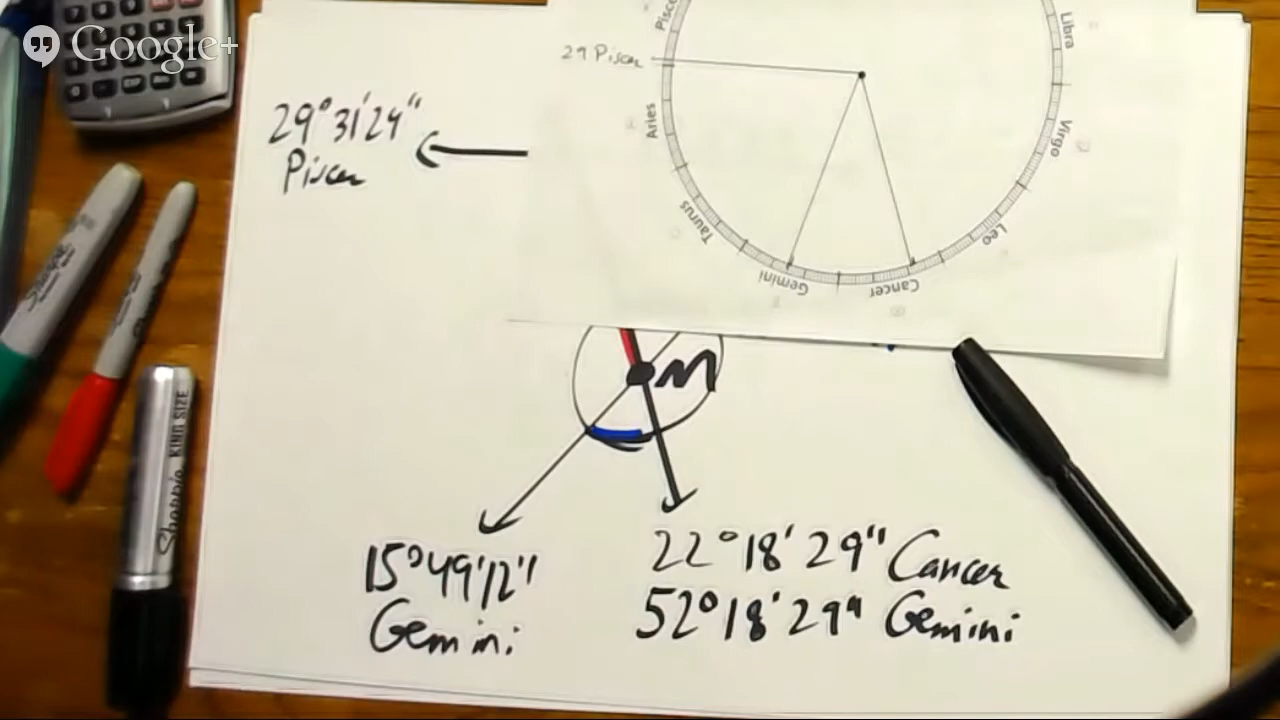 Google+
Pisces
29 Pisces
29°31'24"
Pisces
Aries
Taurus
Gemini
Cancer
Leo
Virgo
Libra
M
15°49'12"
Gemini
22°18'29" Cancer
52°18'29" Gemini
Sharpie
Sharpie KING SIZE